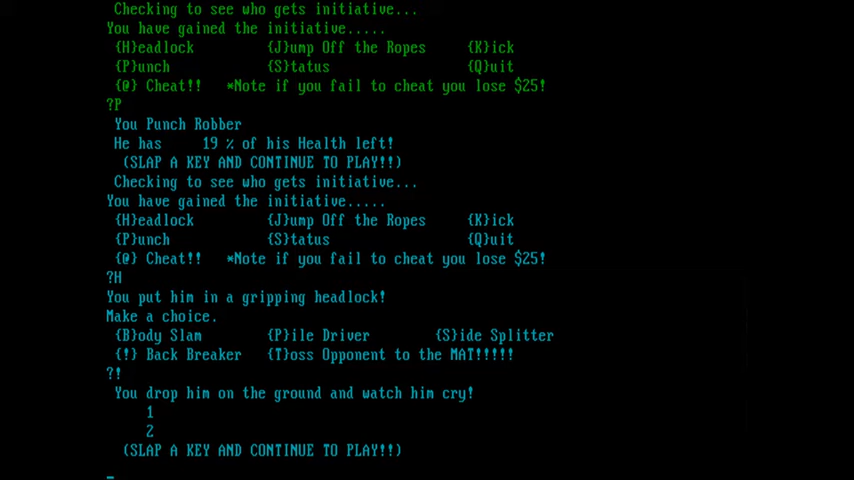 Checking to see who gets initiative...
You have gained the initiative.....
{H}eadlock {J}ump Off the Ropes {K}ick
{P}unch {S}tatus {Q}uit
{@} Cheat!! *Note if you fail to cheat you lose $25!
?P
You Punch Robber
He has 19 % of his Health left!
(SLAP A KEY AND CONTINUE TO PLAY!!)
Checking to see who gets initiative...
You have gained the initiative.....
{H}eadlock {J}ump Off the Ropes {K}ick
{P}unch {S}tatus {Q}uit
{@} Cheat!! *Note if you fail to cheat you lose $25!
?H
You put him in a gripping headlock!
Make a choice.
{B}ody Slam {P}ile Driver {S}ide Splitter
{!} Back Breaker {T}oss Opponent to the MAT!!!!!
?!
You drop him on the ground and watch him cry!
1
2
(SLAP A KEY AND CONTINUE TO PLAY!!)